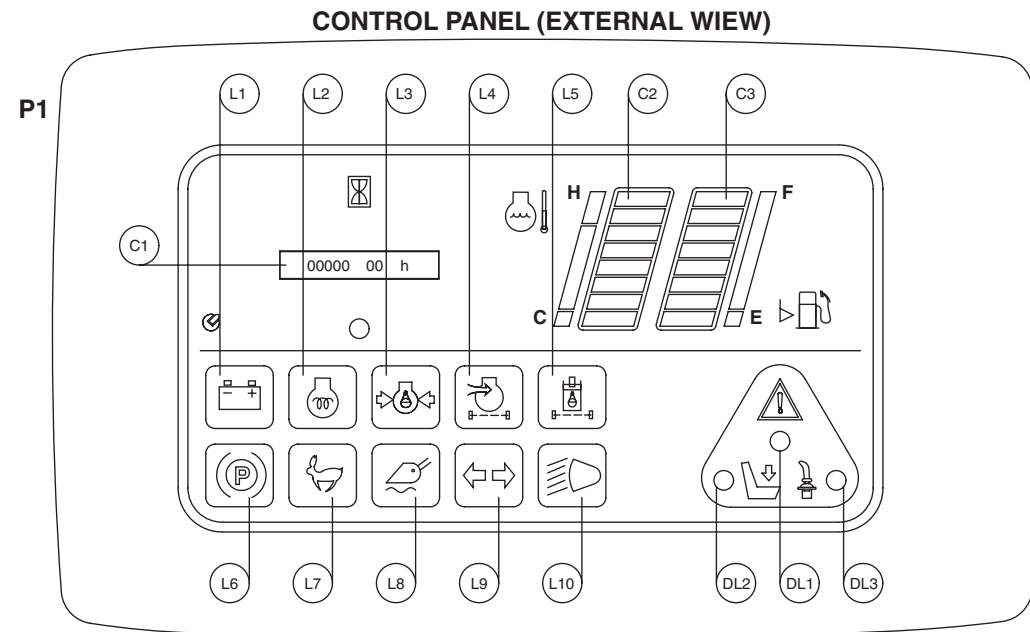 CONTROL PANEL (EXTERNAL WIEW)
P1
L1 L2 L3 L4 L5 C2 C3
H F
C1
00000 00 h
C E
- +
P
L6 L7 L8 L9 L10 DL2 DL1 DL3